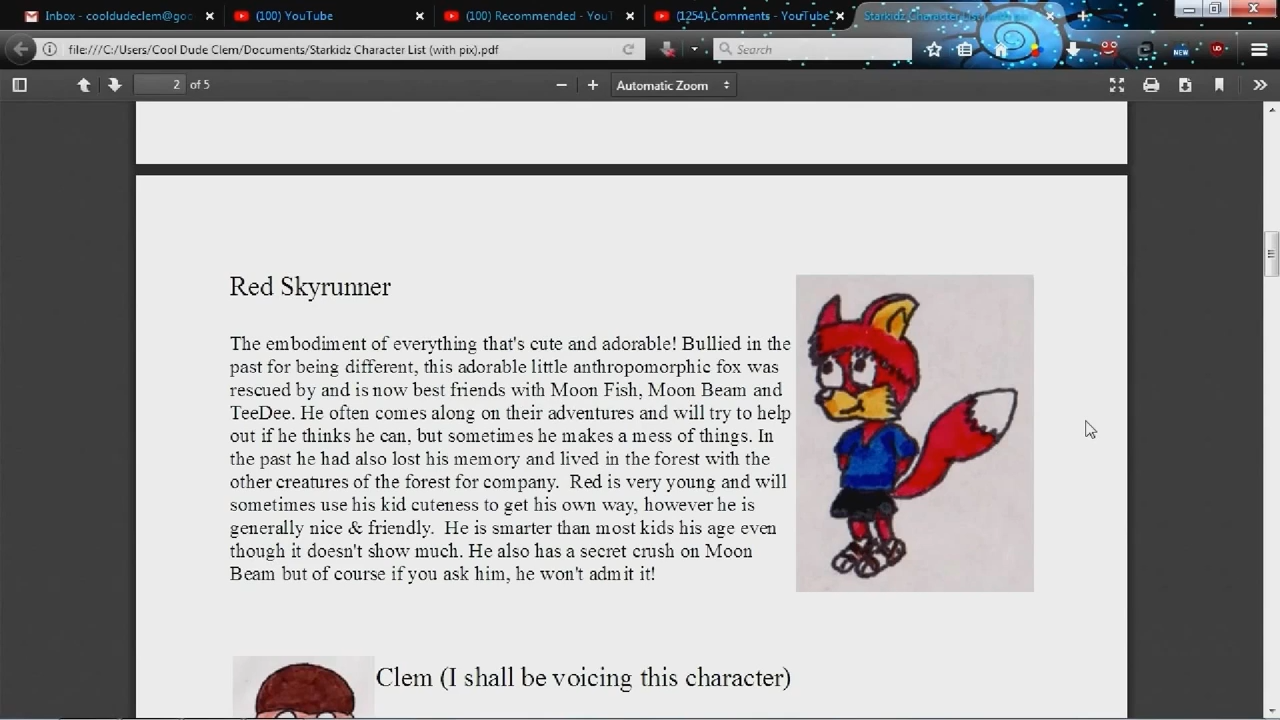 Inbox - cooldudeclem@goo
(100) YouTube
(100) Recommended - YouT
(1254) Comments - YouTube
Starkidz Character List (with pix)
file:///C:/Users/Cool Dude Clem/Documents/Starkidz Character List (with pix).pdf
Search
NEW
2 of 5
Automatic Zoom
Red Skyrunner
The embodiment of everything that's cute and adorable! Bullied in the
past for being different, this adorable little anthropomorphic fox was
rescued by and is now best friends with Moon Fish, Moon Beam and
TeeDee. He often comes along on their adventures and will try to help
out if he thinks he can, but sometimes he makes a mess of things. In
the past he had also lost his memory and lived in the forest with the
other creatures of the forest for company. Red is very young and will
sometimes use his kid cuteness to get his own way, however he is
generally nice & friendly. He is smarter than most kids his age even
though it doesn't show much. He also has a secret crush on Moon
Beam but of course if you ask him, he won't admit it!
Clem (I shall be voicing this character)